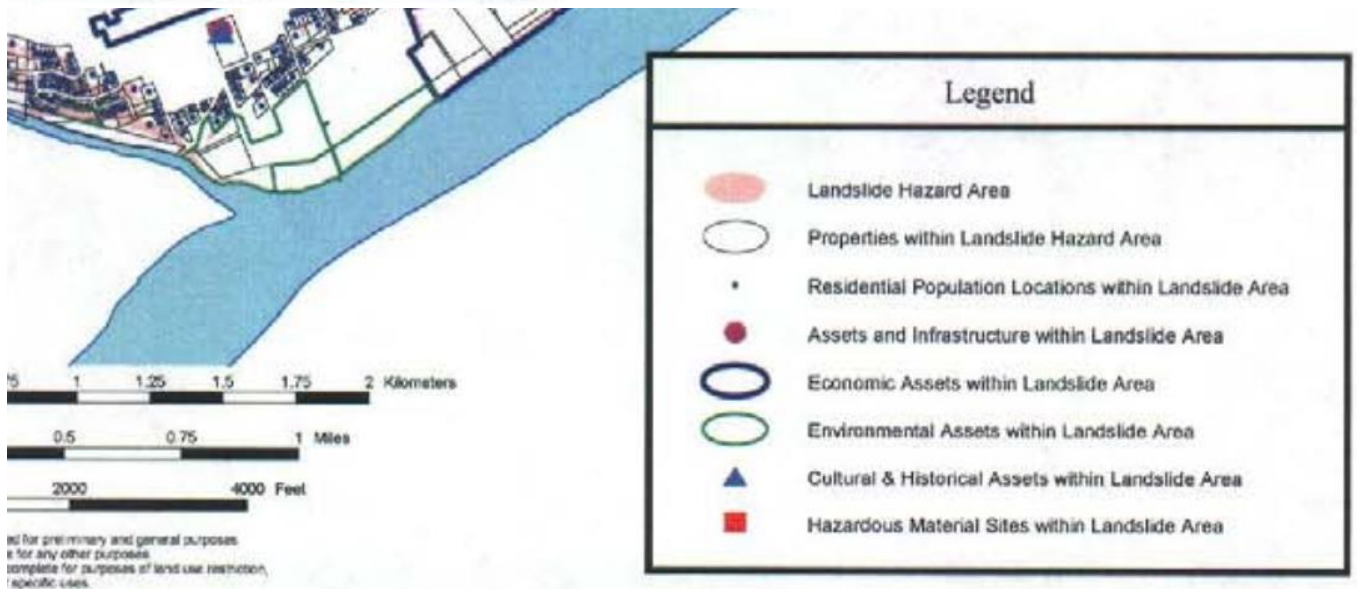 Legend
Landslide Hazard Area
Properties within Landslide Hazard Area
Residential Population Locations within Landslide Area
Assets and Infrastructure within Landslide Area
Economic Assets within Landslide Area
Environmental Assets within Landslide Area
Cultural & Historical Assets within Landslide Area
Hazardous Material Sites within Landslide Area
1 1.25 1.5 1.75 2 Kilometers
0.5 0.75 1 Miles
2000 4000 Feet
for preliminary and general purposes
for any other purposes
complete for purposes of land use restriction,
specific uses